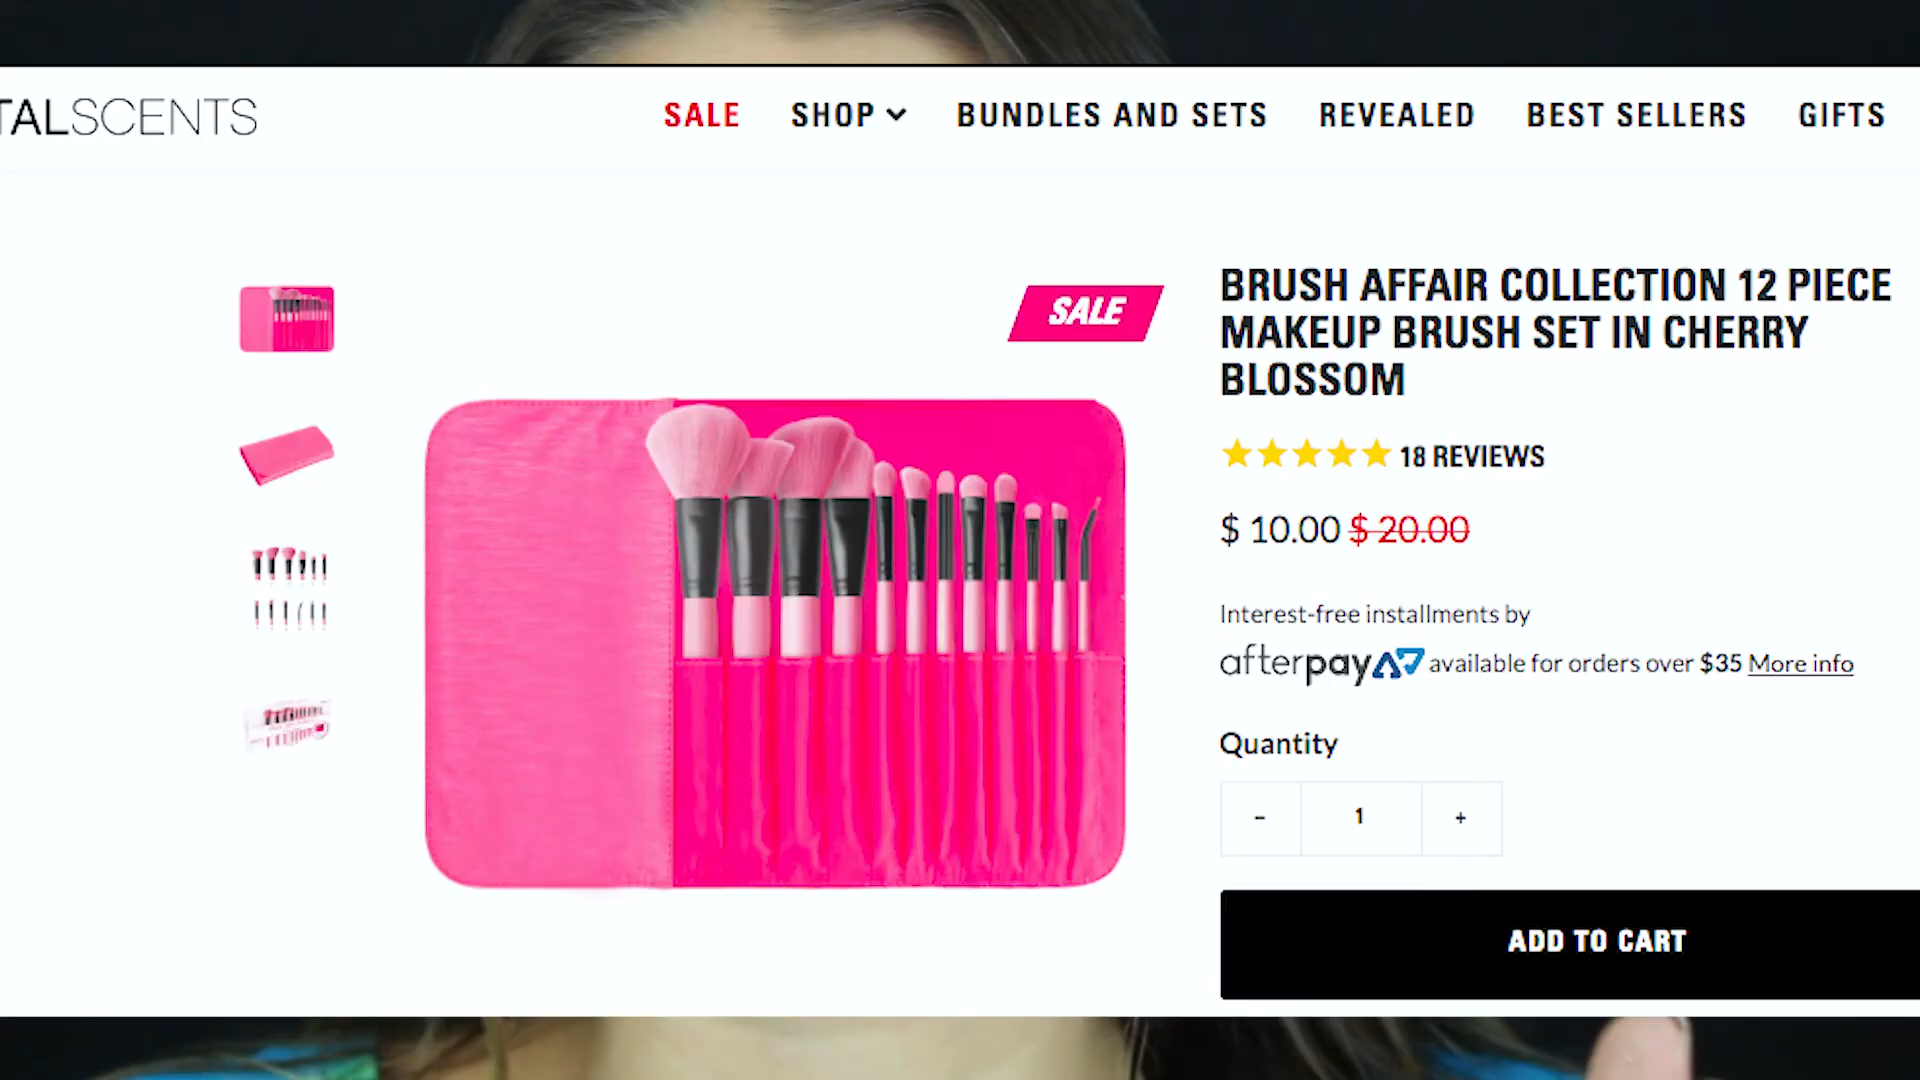 TALSCENTS
SALE SHOP BUNDLES AND SETS REVEALED BEST SELLERS GIFTS
SALE
BRUSH AFFAIR COLLECTION 12 PIECE
MAKEUP BRUSH SET IN CHERRY
BLOSSOM
18 REVIEWS
$ 10.00 $ 20.00
Interest-free installments by
afterpay available for orders over $35 More info
Quantity
- 1 +
ADD TO CART